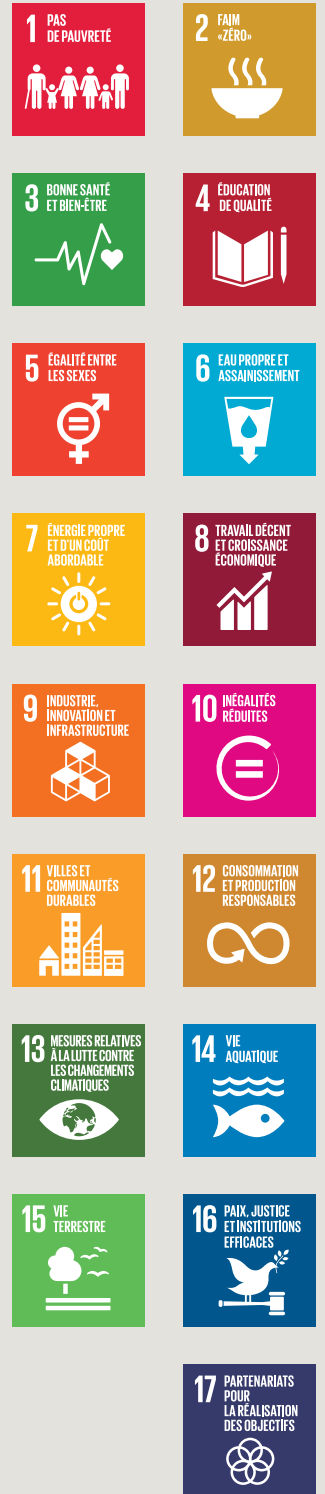 1 PAS
DE PAUVRETÉ
2 FAIM
«ZÉRO»
3 BONNE SANTÉ
ET BIEN-ÊTRE
4 ÉDUCATION
DE QUALITÉ
5 ÉGALITÉ ENTRE
LES SEXES
6 EAU PROPRE ET
ASSAINISSEMENT
7 ÉNERGIE PROPRE
ET D'UN COÛT
ABORDABLE
8 TRAVAIL DÉCENT
ET CROISSANCE
ÉCONOMIQUE
9 INDUSTRIE,
INNOVATION ET
INFRASTRUCTURE
10 INÉGALITÉS
RÉDUITES
11 VILLES ET
COMMUNAUTÉS
DURABLES
12 CONSOMMATION
ET PRODUCTION
RESPONSABLES
13 MESURES RELATIVES
À LA LUTTE CONTRE
LES CHANGEMENTS
CLIMATIQUES
14 VIE
AQUATIQUE
15 VIE
TERRESTRE
16 PAIX, JUSTICE
ET INSTITUTIONS
EFFICACES
17 PARTENARIATS
POUR
LA RÉALISATION
DES OBJECTIFS